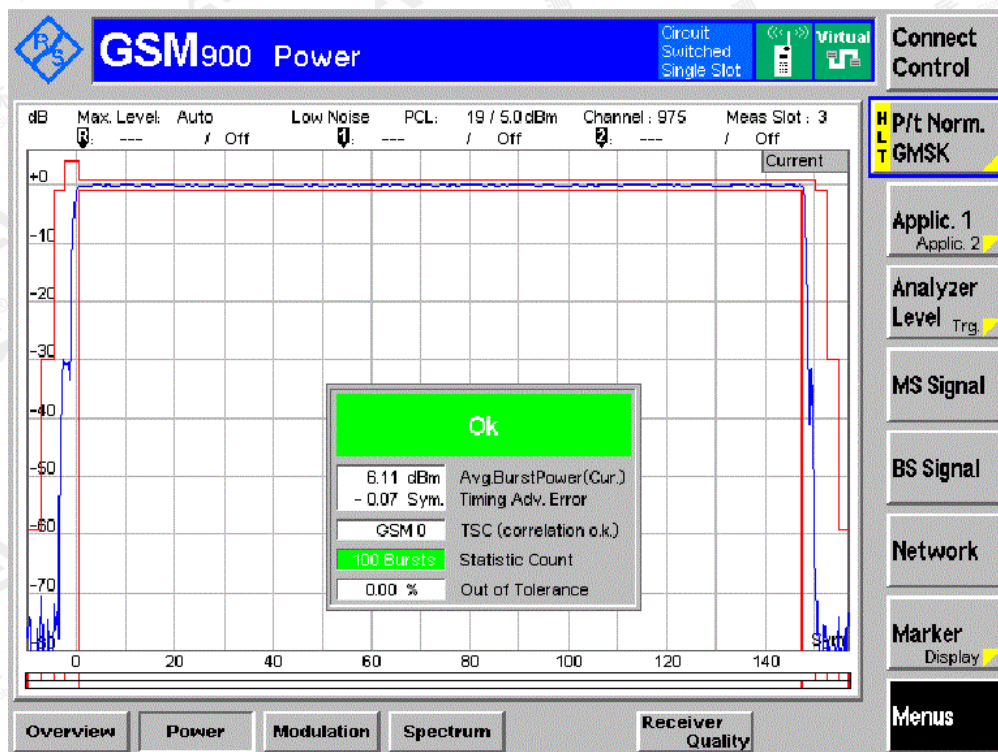 R S
GSM900 Power
Circuit Switched Single Slot
Virtual
Connect Control
dB Max. Level: Auto Low Noise PCL: 19 / 5.0 dBm Channel : 975 Meas Slot : 3
R : --- / Off 1 : --- / Off 2 : --- / Off
Current
+0
-10
-20
-30
-40
-50
-60
-70
-80
Ok
6.11 dBm Avg.BurstPower(Cur.)
- 0.07 Sym. Timing Adv. Error
GSM 0 TSC (correlation o.k.)
100 Bursts Statistic Count
0.00 % Out of Tolerance
0 20 40 60 80 100 120 140
Sym
HLT
P/t Norm. GMSK
Applic. 1
Applic. 2
Analyzer Level Trg.
MS Signal
BS Signal
Network
Marker
Display
Menus
Overview Power Modulation Spectrum Receiver Quality